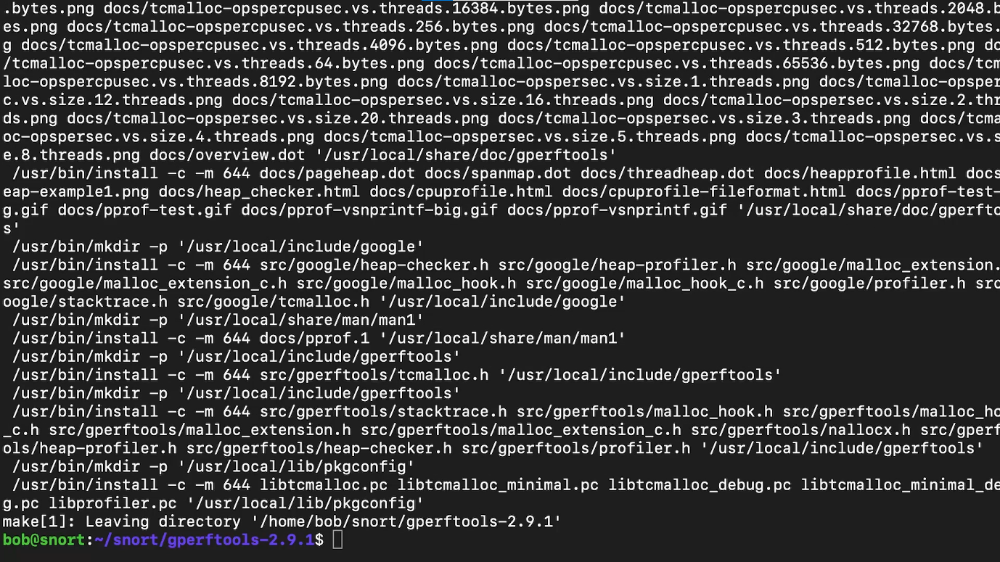 .bytes.png docs/tcmalloc-opspercpusec.vs.threads.16384.bytes.png docs/tcmalloc-opspercpusec.vs.threads.2048.b
es.png docs/tcmalloc-opspercpusec.vs.threads.256.bytes.png docs/tcmalloc-opspercpusec.vs.threads.32768.bytes.
g docs/tcmalloc-opspercpusec.vs.threads.4096.bytes.png docs/tcmalloc-opspercpusec.vs.threads.512.bytes.png do
/tcmalloc-opspercpusec.vs.threads.64.bytes.png docs/tcmalloc-opspercpusec.vs.threads.65536.bytes.png docs/tcm
loc-opspercpusec.vs.threads.8192.bytes.png docs/tcmalloc-opspersec.vs.size.1.threads.png docs/tcmalloc-opsper
c.vs.size.12.threads.png docs/tcmalloc-opspersec.vs.size.16.threads.png docs/tcmalloc-opspersec.vs.size.2.thr
ds.png docs/tcmalloc-opspersec.vs.size.20.threads.png docs/tcmalloc-opspersec.vs.size.3.threads.png docs/tcma
oc-opspersec.vs.size.4.threads.png docs/tcmalloc-opspersec.vs.size.5.threads.png docs/tcmalloc-opspersec.vs.s
e.8.threads.png docs/overview.dot '/usr/local/share/doc/gperftools'
/usr/bin/install -c -m 644 docs/pageheap.dot docs/spanmap.dot docs/threadheap.dot docs/heapprofile.html docs
eap-example1.png docs/heap_checker.html docs/cpuprofile.html docs/cpuprofile-fileformat.html docs/pprof-test-
g.gif docs/pprof-test.gif docs/pprof-vsnprintf-big.gif docs/pprof-vsnprintf.gif '/usr/local/share/doc/gperfto
s'
/usr/bin/mkdir -p '/usr/local/include/google'
/usr/bin/install -c -m 644 src/google/heap-checker.h src/google/heap-profiler.h src/google/malloc_extension.
src/google/malloc_extension_c.h src/google/malloc_hook.h src/google/malloc_hook_c.h src/google/profiler.h src
oogle/stacktrace.h src/google/tcmalloc.h '/usr/local/include/google'
/usr/bin/mkdir -p '/usr/local/share/man/man1'
/usr/bin/install -c -m 644 docs/pprof.1 '/usr/local/share/man/man1'
/usr/bin/mkdir -p '/usr/local/include/gperftools'
/usr/bin/install -c -m 644 src/gperftools/tcmalloc.h '/usr/local/include/gperftools'
/usr/bin/mkdir -p '/usr/local/include/gperftools'
/usr/bin/install -c -m 644 src/gperftools/stacktrace.h src/gperftools/malloc_hook.h src/gperftools/malloc_ho
_c.h src/gperftools/malloc_extension.h src/gperftools/malloc_extension_c.h src/gperftools/nallocx.h src/gperf
ols/heap-profiler.h src/gperftools/heap-checker.h src/gperftools/profiler.h '/usr/local/include/gperftools'
/usr/bin/mkdir -p '/usr/local/lib/pkgconfig'
/usr/bin/install -c -m 644 libtcmalloc.pc libtcmalloc_minimal.pc libtcmalloc_debug.pc libtcmalloc_minimal_de
g.pc libprofiler.pc '/usr/local/lib/pkgconfig'
make[1]: Leaving directory '/home/bob/snort/gperftools-2.9.1'
bob@snort:~/snort/gperftools-2.9.1$